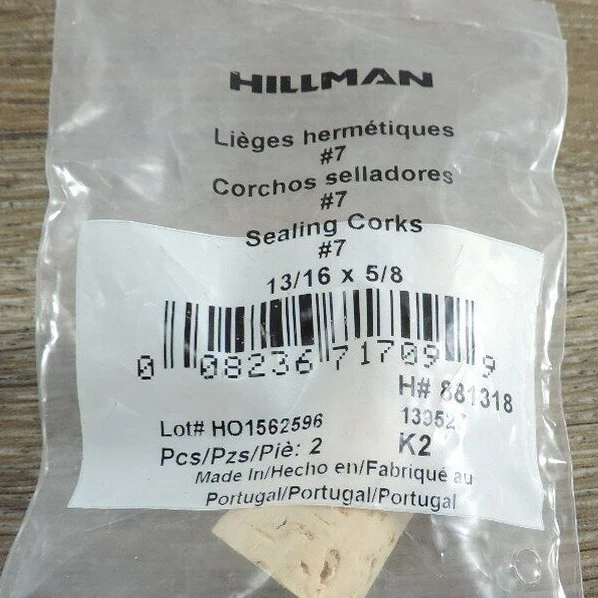 HILLMAN
Lièges hermétiques
#7
Corchos selladores
#7
Sealing Corks
#7
13/16 x 5/8
0 08236 71709 9
H# 881318
Lot# HO1562596
Pcs/Pzs/Piè: 2
K2
Made In/Hecho en/Fabriqué au
Portugal/Portugal/Portugal